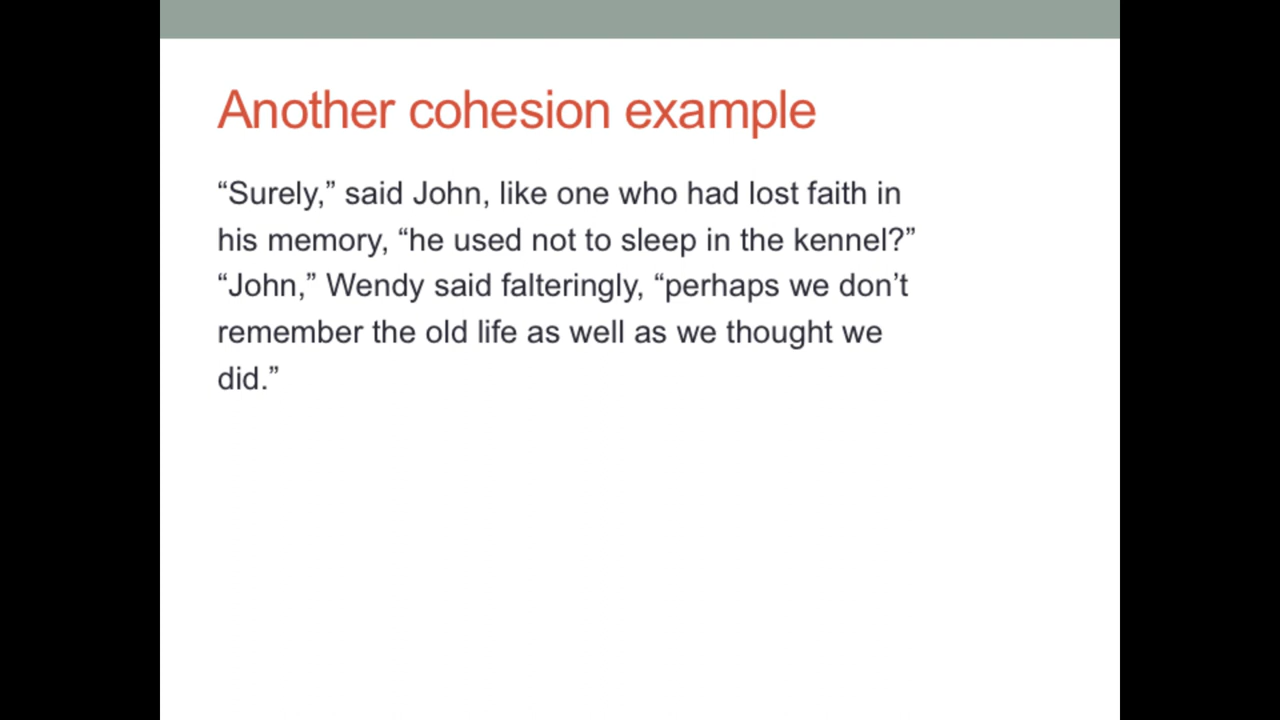 Another cohesion example
“Surely,” said John, like one who had lost faith in
his memory, “he used not to sleep in the kennel?”
“John,” Wendy said falteringly, “perhaps we don’t
remember the old life as well as we thought we
did.”